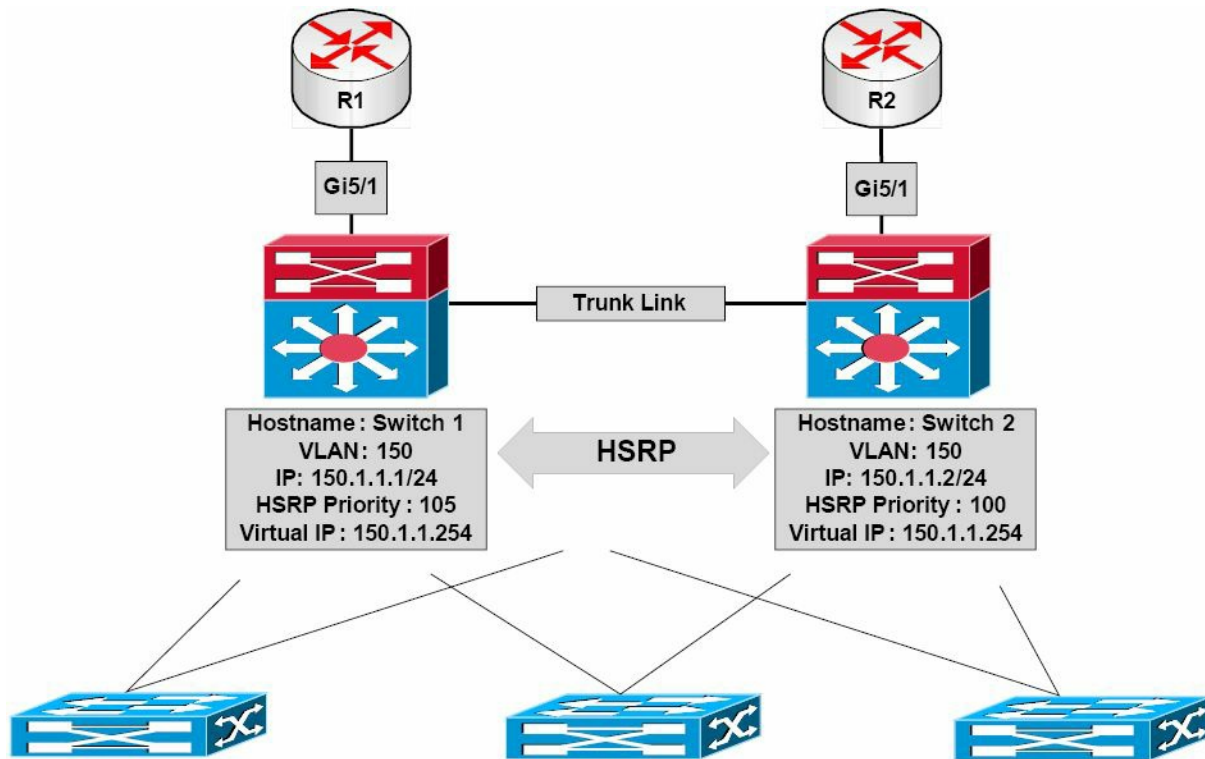 R1
R2
Gi5/1
Gi5/1
Trunk Link
Hostname : Switch 1
VLAN: 150
IP: 150.1.1.1/24
HSRP Priority : 105
Virtual IP : 150.1.1.254
HSRP
Hostname: Switch 2
VLAN: 150
IP: 150.1.1.2/24
HSRP Priority : 100
Virtual IP : 150.1.1.254